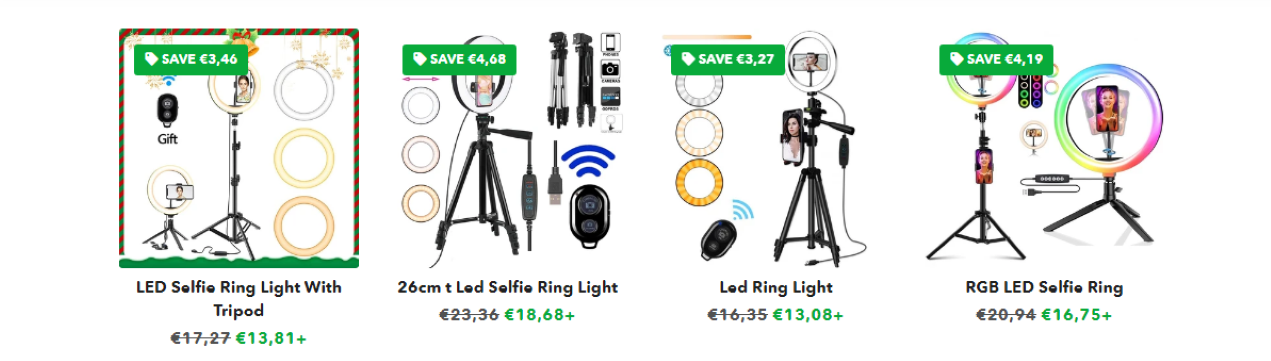 SAVE €3,46
Gift
LED Selfie Ring Light With
Tripod
€17,27 €13,81+
SAVE €4,68
PHONES
CAMERAS
GOPROS
26cm t Led Selfie Ring Light
€23,36 €18,68+
SAVE €3,27
Led Ring Light
€16,35 €13,08+
SAVE €4,19
RGB LED Selfie Ring
€20,94 €16,75+